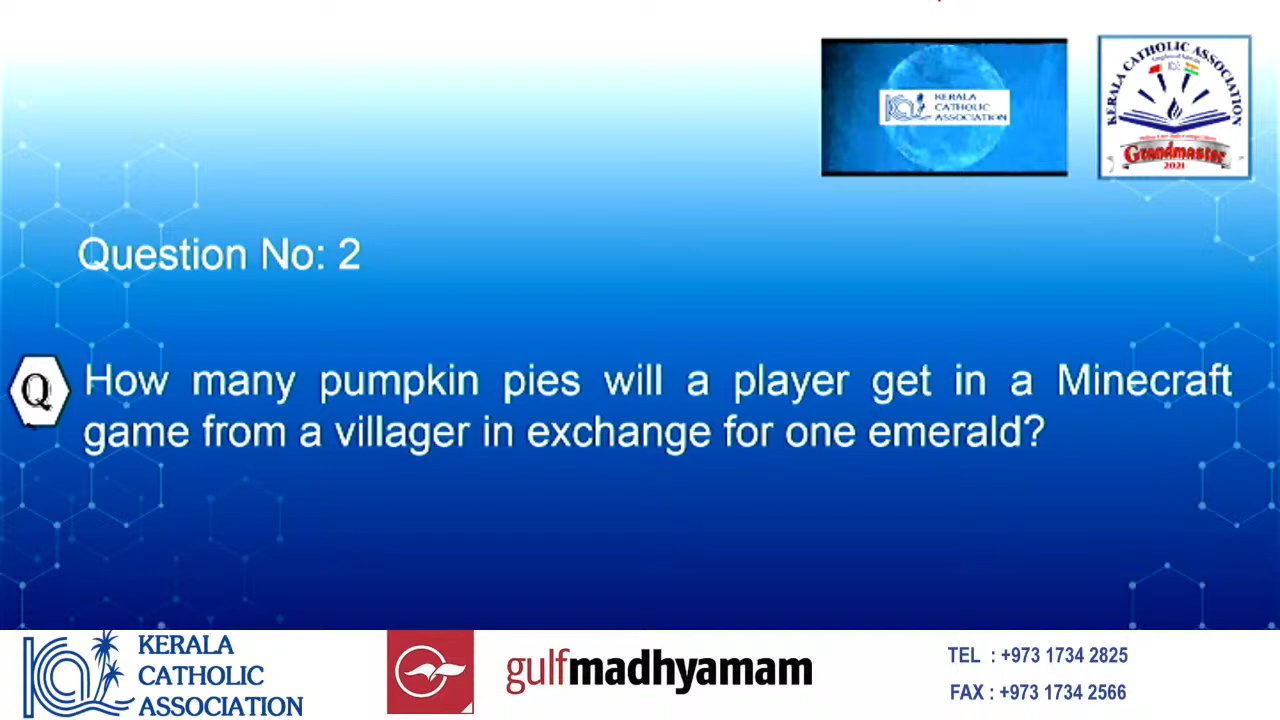 KERALA
CATHOLIC
ASSOCIATION
KERALA CATHOLIC ASSOCIATION
Grandmaster
2021
Question No: 2
Q
How many pumpkin pies will a player get in a Minecraft
game from a villager in exchange for one emerald?
KERALA
CATHOLIC
ASSOCIATION
gulfmadhyamam
TEL : +973 1734 2825
FAX : +973 1734 2566